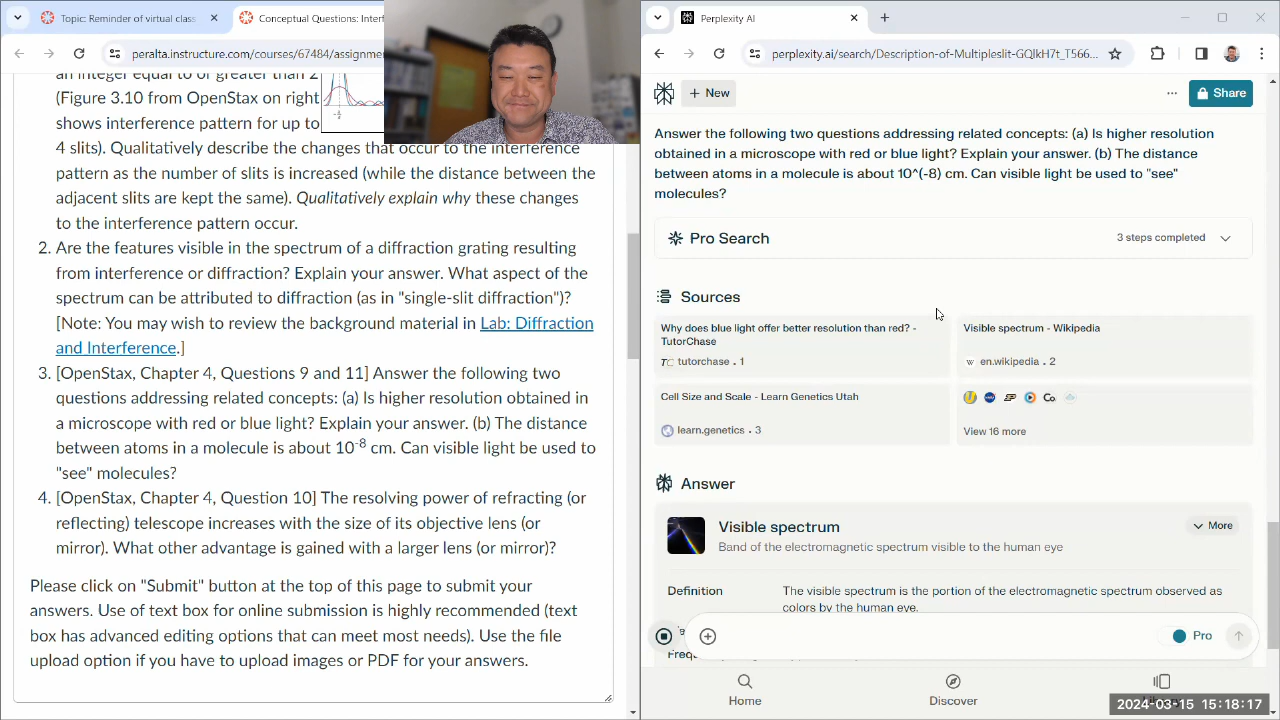 Topic: Reminder of virtual class
Conceptual Questions: Interf
peralta.instructure.com/courses/67484/assignme
an integer equal to or greater than 2
(Figure 3.10 from OpenStax on right
shows interference pattern for up to
4 slits). Qualitatively describe the changes that occur to the interference
pattern as the number of slits is increased (while the distance between the
adjacent slits are kept the same). Qualitatively explain why these changes
to the interference pattern occur.
2. Are the features visible in the spectrum of a diffraction grating resulting
from interference or diffraction? Explain your answer. What aspect of the
spectrum can be attributed to diffraction (as in "single-slit diffraction")?
[Note: You may wish to review the background material in Lab: Diffraction
and Interference.]
3. [OpenStax, Chapter 4, Questions 9 and 11] Answer the following two
questions addressing related concepts: (a) Is higher resolution obtained in
a microscope with red or blue light? Explain your answer. (b) The distance
between atoms in a molecule is about 10⁻⁸ cm. Can visible light be used to
"see" molecules?
4. [OpenStax, Chapter 4, Question 10] The resolving power of refracting (or
reflecting) telescope increases with the size of its objective lens (or
mirror). What other advantage is gained with a larger lens (or mirror)?
Please click on "Submit" button at the top of this page to submit your
answers. Use of text box for online submission is highly recommended (text
box has advanced editing options that can meet most needs). Use the file
upload option if you have to upload images or PDF for your answers.
Perplexity AI
perplexity.ai/search/Description-of-Multipleslit-GQlkH7t_T566...
+ New
Share
Answer the following two questions addressing related concepts: (a) Is higher resolution
obtained in a microscope with red or blue light? Explain your answer. (b) The distance
between atoms in a molecule is about 10^(-8) cm. Can visible light be used to "see"
molecules?
Pro Search
3 steps completed
Sources
Why does blue light offer better resolution than red? -
TutorChase
tutorchase . 1
Visible spectrum - Wikipedia
en.wikipedia . 2
Cell Size and Scale - Learn Genetics Utah
learn.genetics . 3
View 16 more
Answer
Visible spectrum
Band of the electromagnetic spectrum visible to the human eye
More
Definition
The visible spectrum is the portion of the electromagnetic spectrum observed as
colors by the human eye.
Pro
Home
Discover
2024-03-15 15:18:17